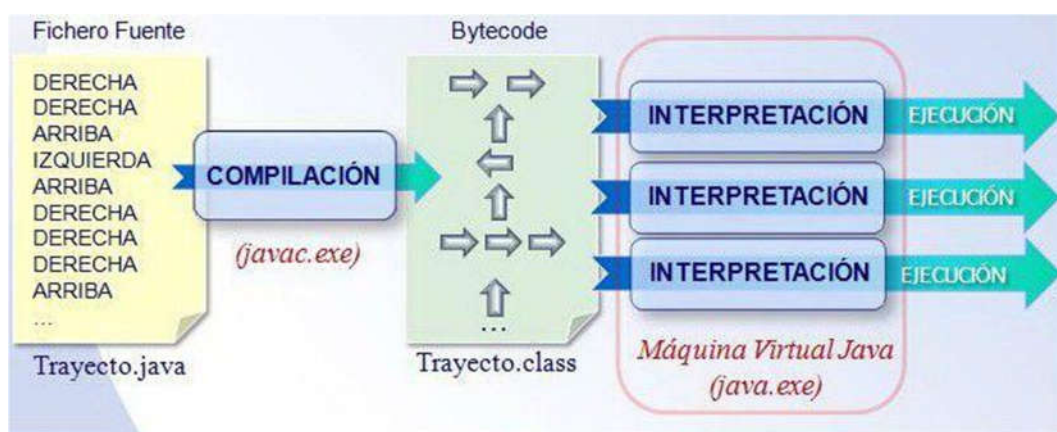 Fichero Fuente
DERECHA
DERECHA
ARRIBA
IZQUIERDA
ARRIBA
DERECHA
DERECHA
DERECHA
ARRIBA
...
Trayecto.java
COMPILACIÓN
(javac.exe)
Bytecode
...
Trayecto.class
INTERPRETACIÓN
EJECUCIÓN
INTERPRETACIÓN
EJECUCIÓN
INTERPRETACIÓN
EJECUCIÓN
Máquina Virtual Java
(java.exe)